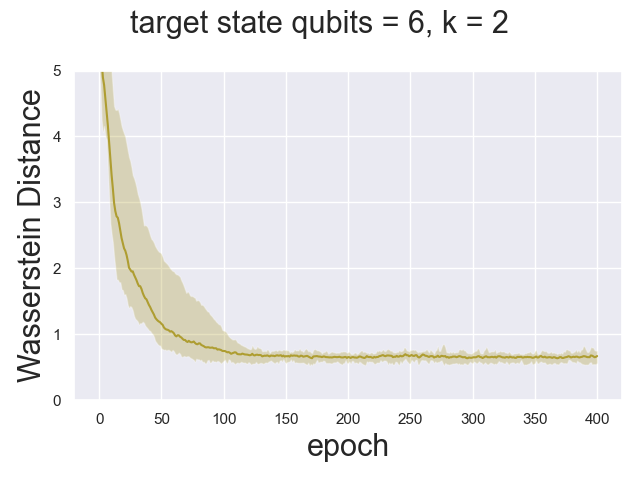 target state qubits = 6, k = 2
Wasserstein Distance
5
4
3
2
1
0
0 50 100 150 200 250 300 350 400
epoch